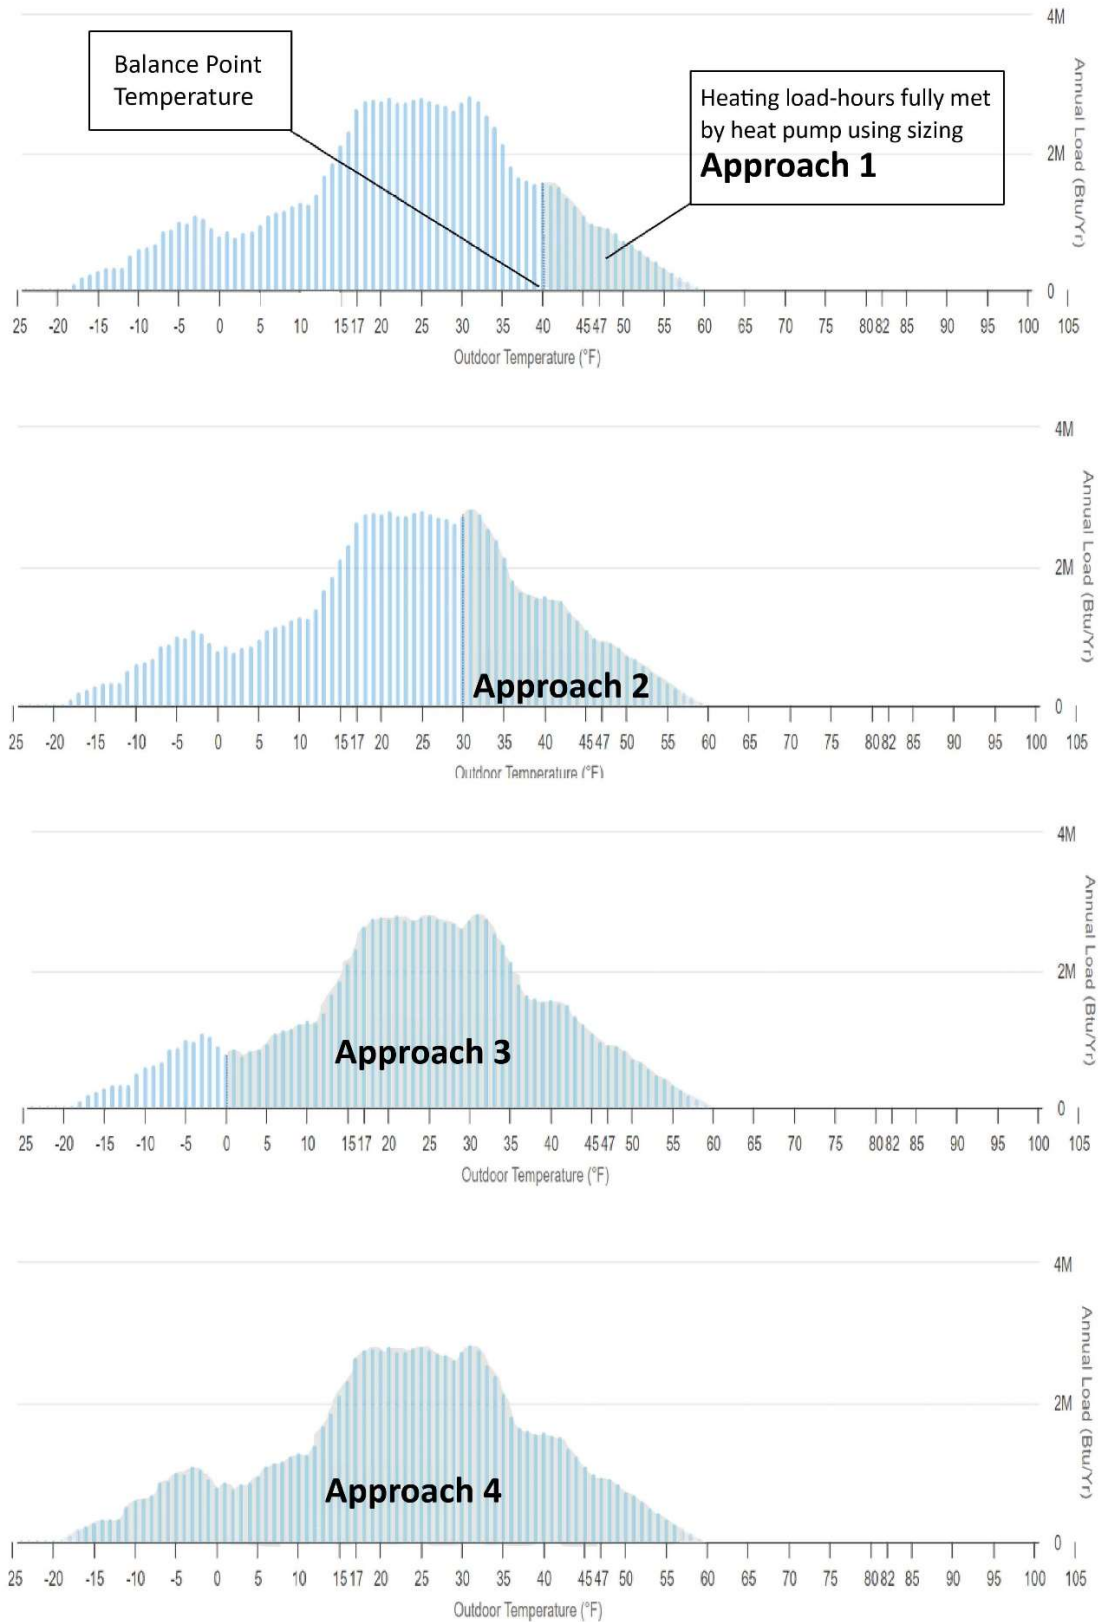 4M
Balance Point
Temperature
Heating load-hours fully met
by heat pump using sizing
Approach 1
2M
Annual Load (Btu/Yr)
0
25 -20 -15 -10 -5 0 5 10 15 17 20 25 30 35 40 45 47 50 55 60 65 70 75 80 82 85 90 95 100 105
Outdoor Temperature (°F)
4M
Annual Load (Btu/Yr)
2M
Approach 2
0
25 -20 -15 -10 -5 0 5 10 15 17 20 25 30 35 40 45 47 50 55 60 65 70 75 80 82 85 90 95 100 105
Outdoor Temperature (°F)
4M
Annual Load (Btu/Yr)
2M
Approach 3
0
25 -20 -15 -10 -5 0 5 10 15 17 20 25 30 35 40 45 47 50 55 60 65 70 75 80 82 85 90 95 100 105
Outdoor Temperature (°F)
4M
Annual Load (Btu/Yr)
2M
Approach 4
0
25 -20 -15 -10 -5 0 5 10 15 17 20 25 30 35 40 45 47 50 55 60 65 70 75 80 82 85 90 95 100 105
Outdoor Temperature (°F)